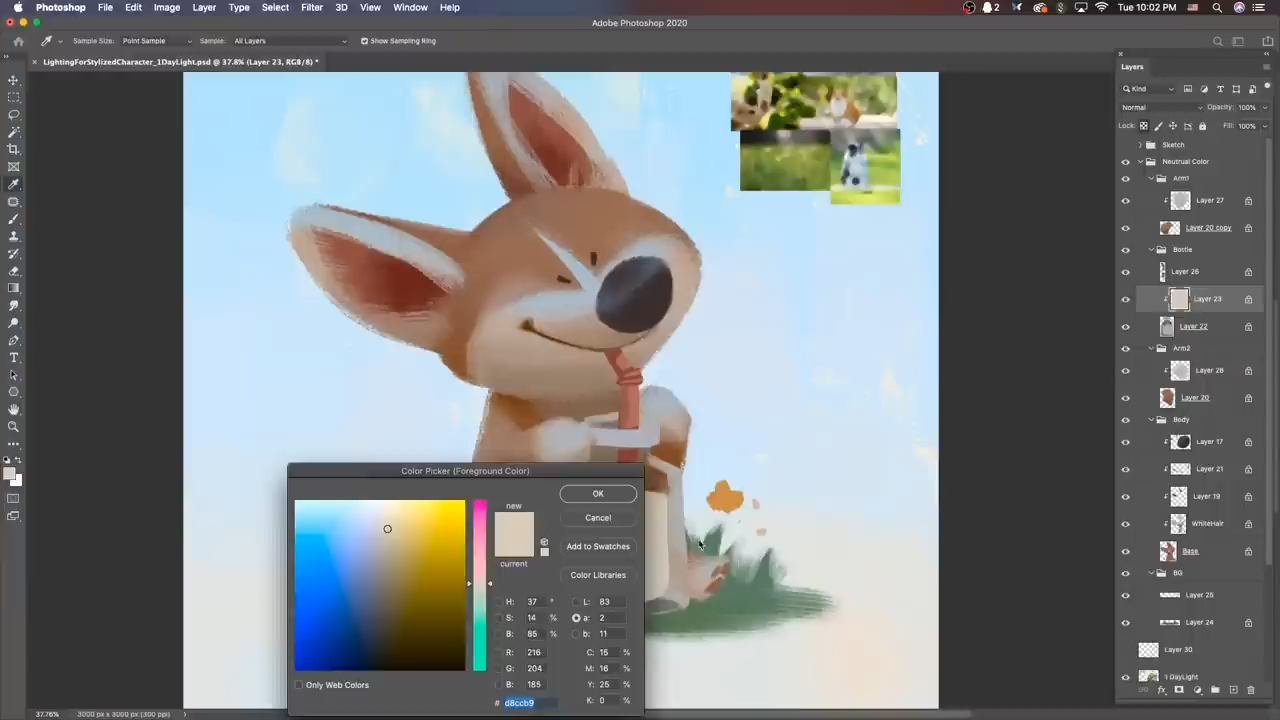 Photoshop File Edit Image Layer Type Select Filter 3D View Window Help 2 Tue 10:02 PM
Adobe Photoshop 2020
Sample Size: Point Sample Sample: All Layers Show Sampling Ring
× LightingForStylizedCharacter_1DayLight.psd @ 37.8% (Layer 23, RGB/8) *
Layers
Kind
Normal Opacity: 100%
Lock: Fill: 100%
Sketch
Neutrual Color
Arm1
Layer 27
Layer 20 copy
Bottle
Layer 26
Layer 23
Layer 22
Arm2
Layer 28
Layer 20
Body
Layer 17
Layer 21
Layer 19
WhiteHair
Base
BG
Layer 25
Layer 24
Layer 30
1 DayLight
Color Picker (Foreground Color)
new
current
OK
Cancel
Add to Swatches
Color Libraries
H: 37 ° L: 83
S: 14 % a: 2
B: 85 % b: 11
R: 216 C: 15 %
G: 204 M: 16 %
B: 185 Y: 25 %
# d8ccb9 K: 0 %
Only Web Colors
37.76% 3000 px x 3000 px (300 ppi)